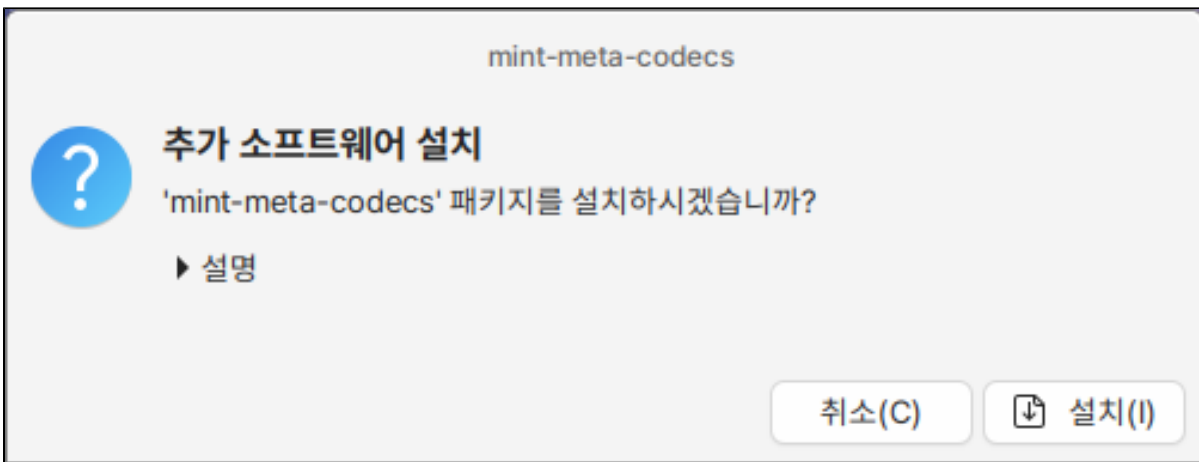 mint-meta-codecs
추가 소프트웨어 설치
'mint-meta-codecs' 패키지를 설치하시겠습니까?
설명
취소(C)
설치(I)